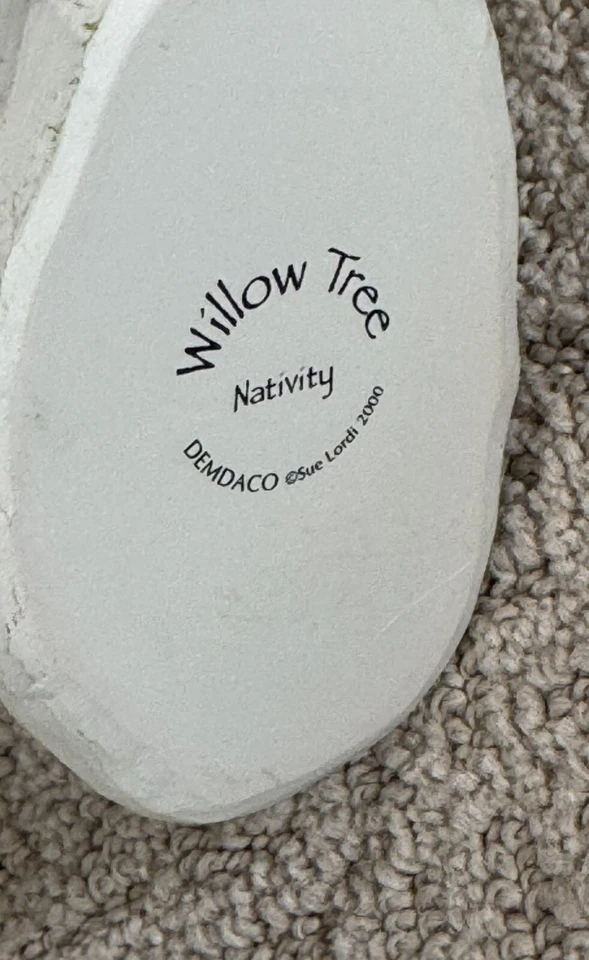 Willow Tree
Nativity
DEMDACO ©Sue Lordi 2000